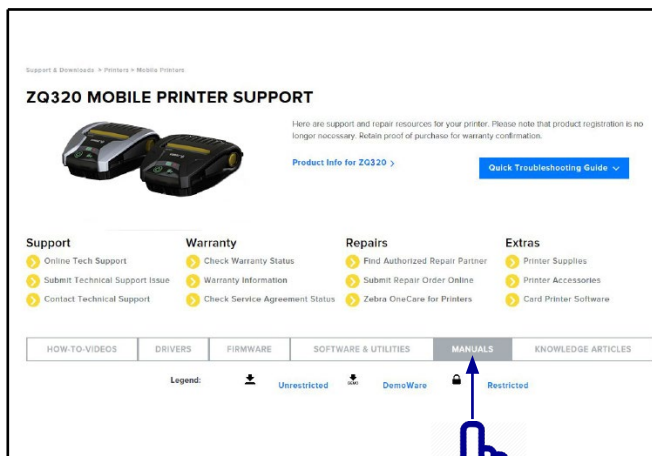 Support & Downloads > Printers > Mobile Printers
ZQ320 MOBILE PRINTER SUPPORT
Here are support and repair resources for your printer. Please note that product registration is no
longer necessary. Retain proof of purchase for warranty confirmation.
Product Info for ZQ320 >
Quick Troubleshooting Guide
Support
Online Tech Support
Submit Technical Support Issue
Contact Technical Support
Warranty
Check Warranty Status
Warranty Information
Check Service Agreement Status
Repairs
Find Authorized Repair Partner
Submit Repair Order Online
Zebra OneCare for Printers
Extras
Printer Supplies
Printer Accessories
Card Printer Software
HOW-TO-VIDEOS DRIVERS FIRMWARE SOFTWARE & UTILITIES MANUALS KNOWLEDGE ARTICLES
Legend: Unrestricted DEMO DemoWare Restricted